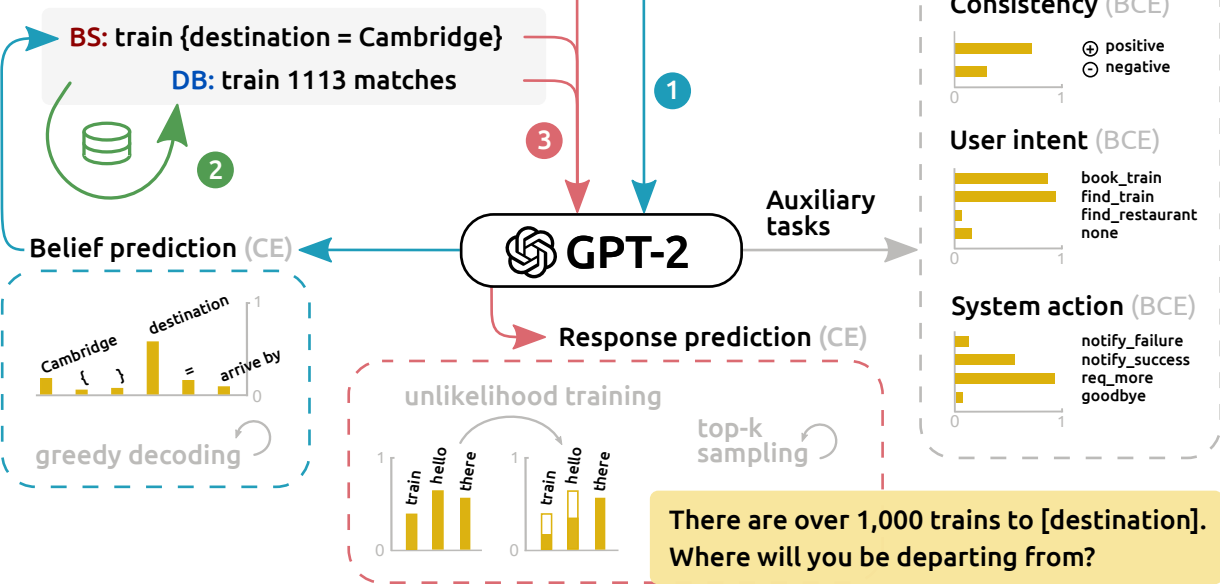 BS: train {destination = Cambridge}
DB: train 1113 matches
1
3
2
Belief prediction (CE)
GPT-2
Auxiliary
tasks
Response prediction (CE)
Cambridge
{
}
destination
=
arrive by
1
0
greedy decoding
unlikelihood training
1
0
train
hello
there
1
0
train
hello
there
top-k
sampling
There are over 1,000 trains to [destination].
Where will you be departing from?
Consistency (BCE)
+ positive
- negative
0 1
User intent (BCE)
book_train
find_train
find_restaurant
none
0 1
System action (BCE)
notify_failure
notify_success
req_more
goodbye
0 1